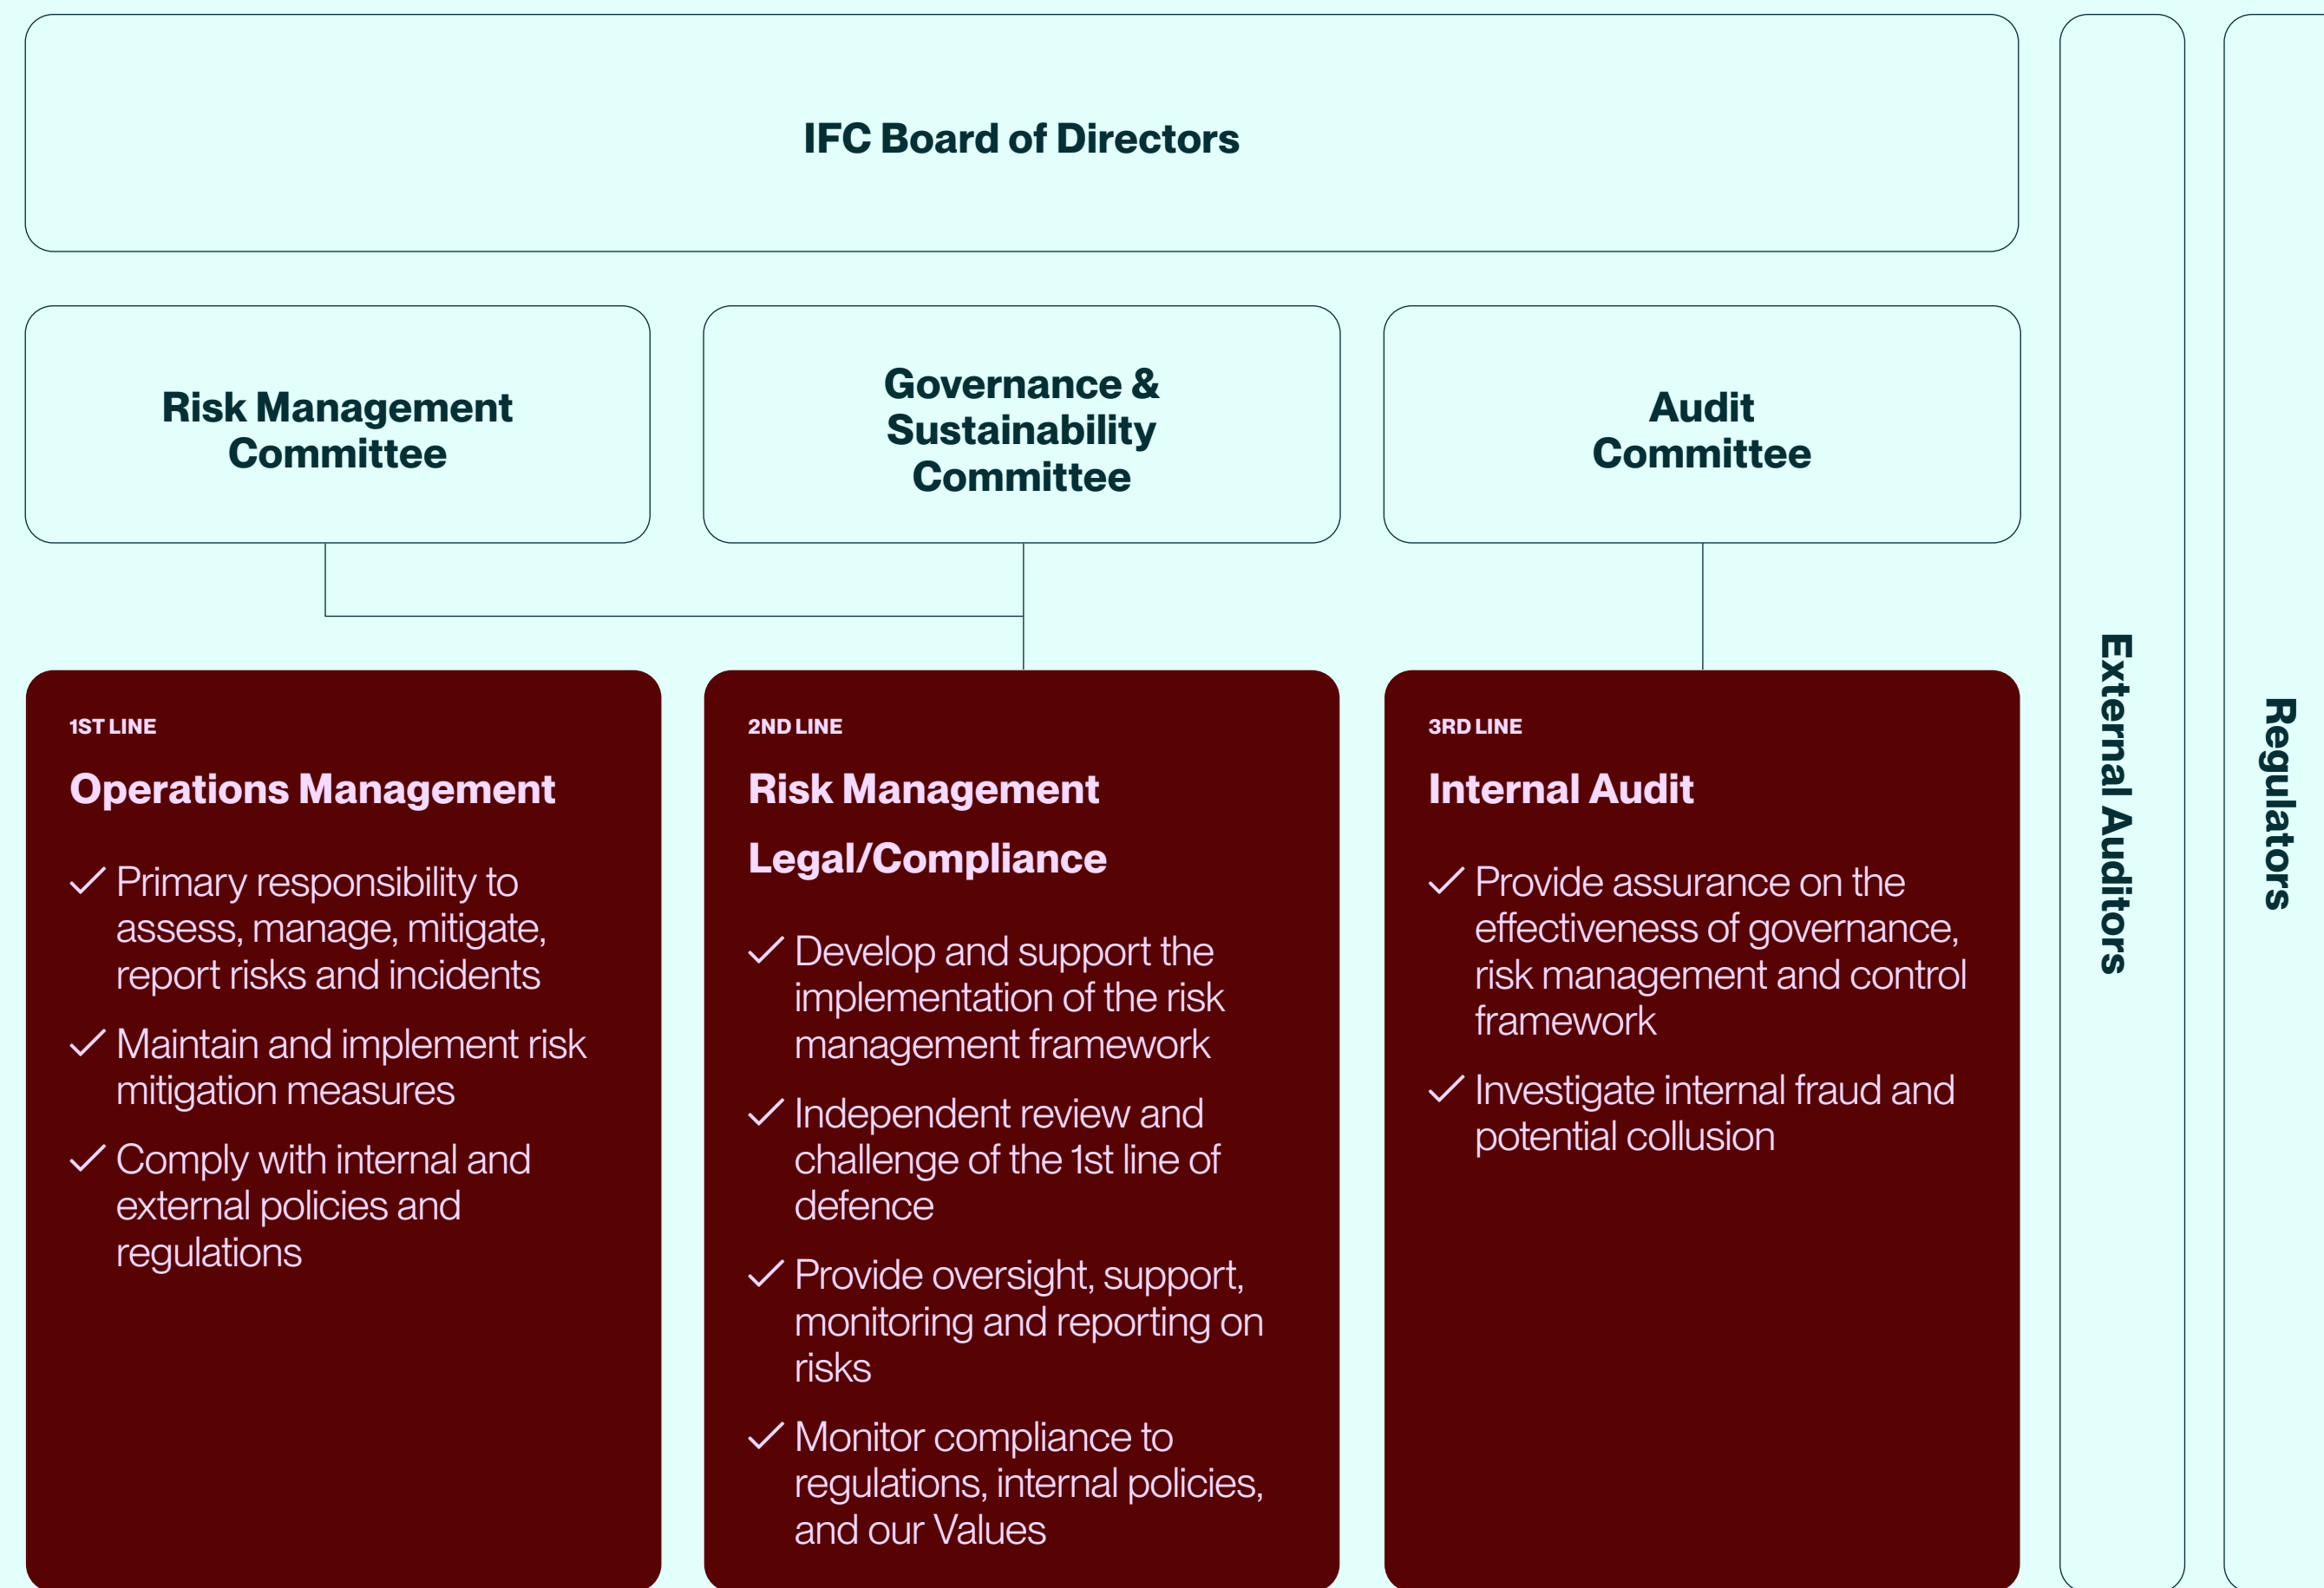 IFC Board of Directors
Risk Management
Committee
Governance &
Sustainability
Committee
Audit
Committee
1ST LINE
Operations Management
Primary responsibility to
assess, manage, mitigate,
report risks and incidents
Maintain and implement risk
mitigation measures
Comply with internal and
external policies and
regulations
2ND LINE
Risk Management
Legal/Compliance
Develop and support the
implementation of the risk
management framework
Independent review and
challenge of the 1st line of
defence
Provide oversight, support,
monitoring and reporting on
risks
Monitor compliance to
regulations, internal policies,
and our Values
3RD LINE
Internal Audit
Provide assurance on the
effectiveness of governance,
risk management and control
framework
Investigate internal fraud and
potential collusion
External Auditors
Regulators